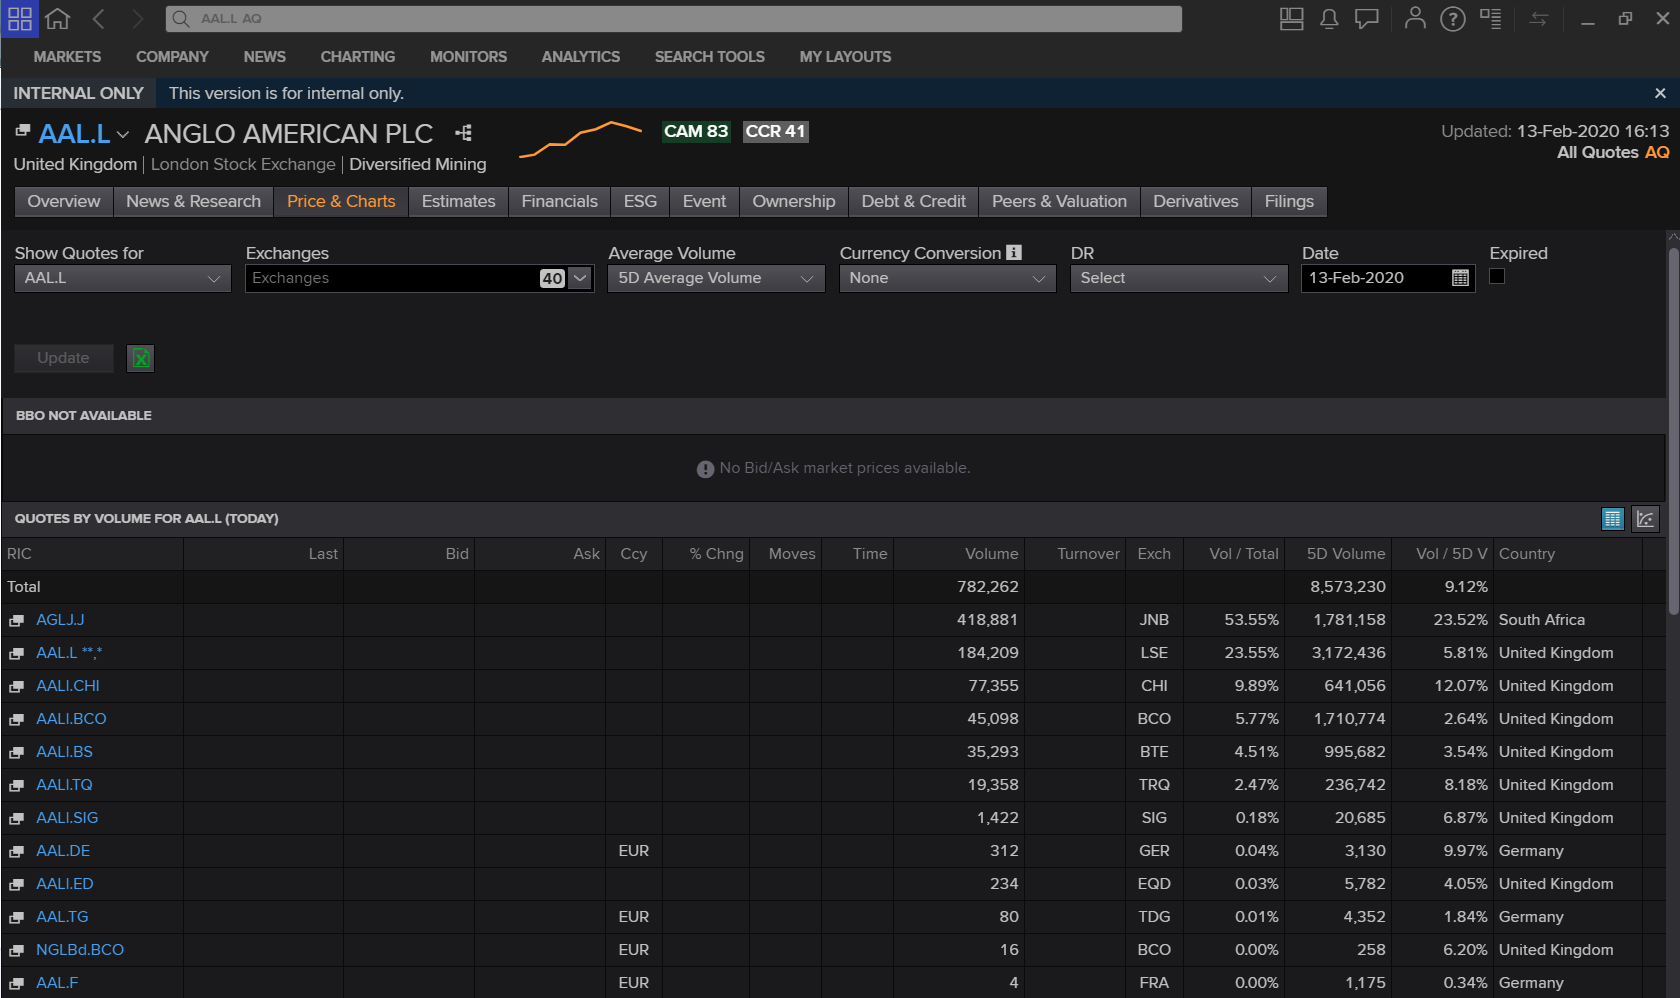 AAL.L AQ
MARKETS COMPANY NEWS CHARTING MONITORS ANALYTICS SEARCH TOOLS MY LAYOUTS
INTERNAL ONLY This version is for internal only.
AAL.L ANGLO AMERICAN PLC CAM 83 CCR 41 Updated: 13-Feb-2020 16:13
All Quotes AQ
United Kingdom | London Stock Exchange | Diversified Mining
Overview News & Research Price & Charts Estimates Financials ESG Event Ownership Debt & Credit Peers & Valuation Derivatives Filings
Show Quotes for Exchanges Average Volume Currency Conversion i DR Date Expired
AAL.L Exchanges 40 5D Average Volume None Select 13-Feb-2020
Update
BBO NOT AVAILABLE
No Bid/Ask market prices available.
QUOTES BY VOLUME FOR AAL.L (TODAY)
RIC Last Bid Ask Ccy % Chng Moves Time Volume Turnover Exch Vol / Total 5D Volume Vol / 5D V Country
Total 782,262 8,573,230 9.12%
AGLJ.J 418,881 JNB 53.55% 1,781,158 23.52% South Africa
AAL.L **,* 184,209 LSE 23.55% 3,172,436 5.81% United Kingdom
AALl.CHI 77,355 CHI 9.89% 641,056 12.07% United Kingdom
AALl.BCO 45,098 BCO 5.77% 1,710,774 2.64% United Kingdom
AALl.BS 35,293 BTE 4.51% 995,682 3.54% United Kingdom
AALl.TQ 19,358 TRQ 2.47% 236,742 8.18% United Kingdom
AALl.SIG 1,422 SIG 0.18% 20,685 6.87% United Kingdom
AAL.DE EUR 312 GER 0.04% 3,130 9.97% Germany
AALl.ED 234 EQD 0.03% 5,782 4.05% United Kingdom
AAL.TG EUR 80 TDG 0.01% 4,352 1.84% Germany
NGLBd.BCO EUR 16 BCO 0.00% 258 6.20% United Kingdom
AAL.F EUR 4 FRA 0.00% 1,175 0.34% Germany